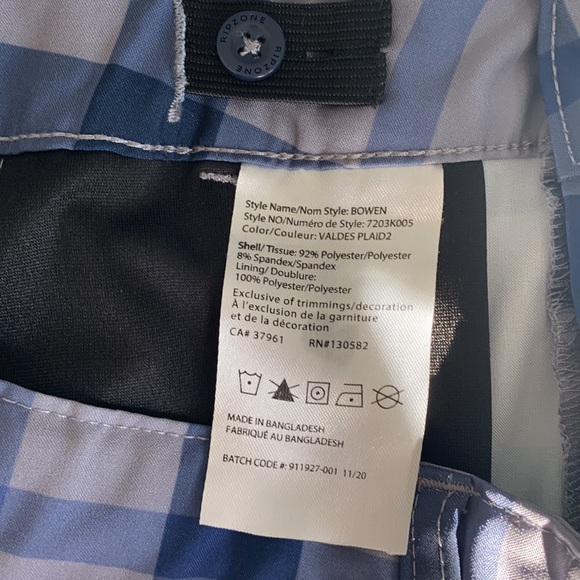 RIPZONE
RIPZONE
Style Name/Nom Style: BOWEN
Style NO/Numéro de Style: 7203K005
Color/Couleur: VALDES PLAID2
Shell/Tissue: 92% Polyester/Polyester
8% Spandex/Spandex
Lining/ Doublure:
100% Polyester/Polyester
Exclusive of trimmings/decoration
À l'exclusion de la garniture
et de la décoration
CA# 37961 RN#130582
MADE IN BANGLADESH
FABRIQUÉ AU BANGLADESH
BATCH CODE #: 911927-001 11/20